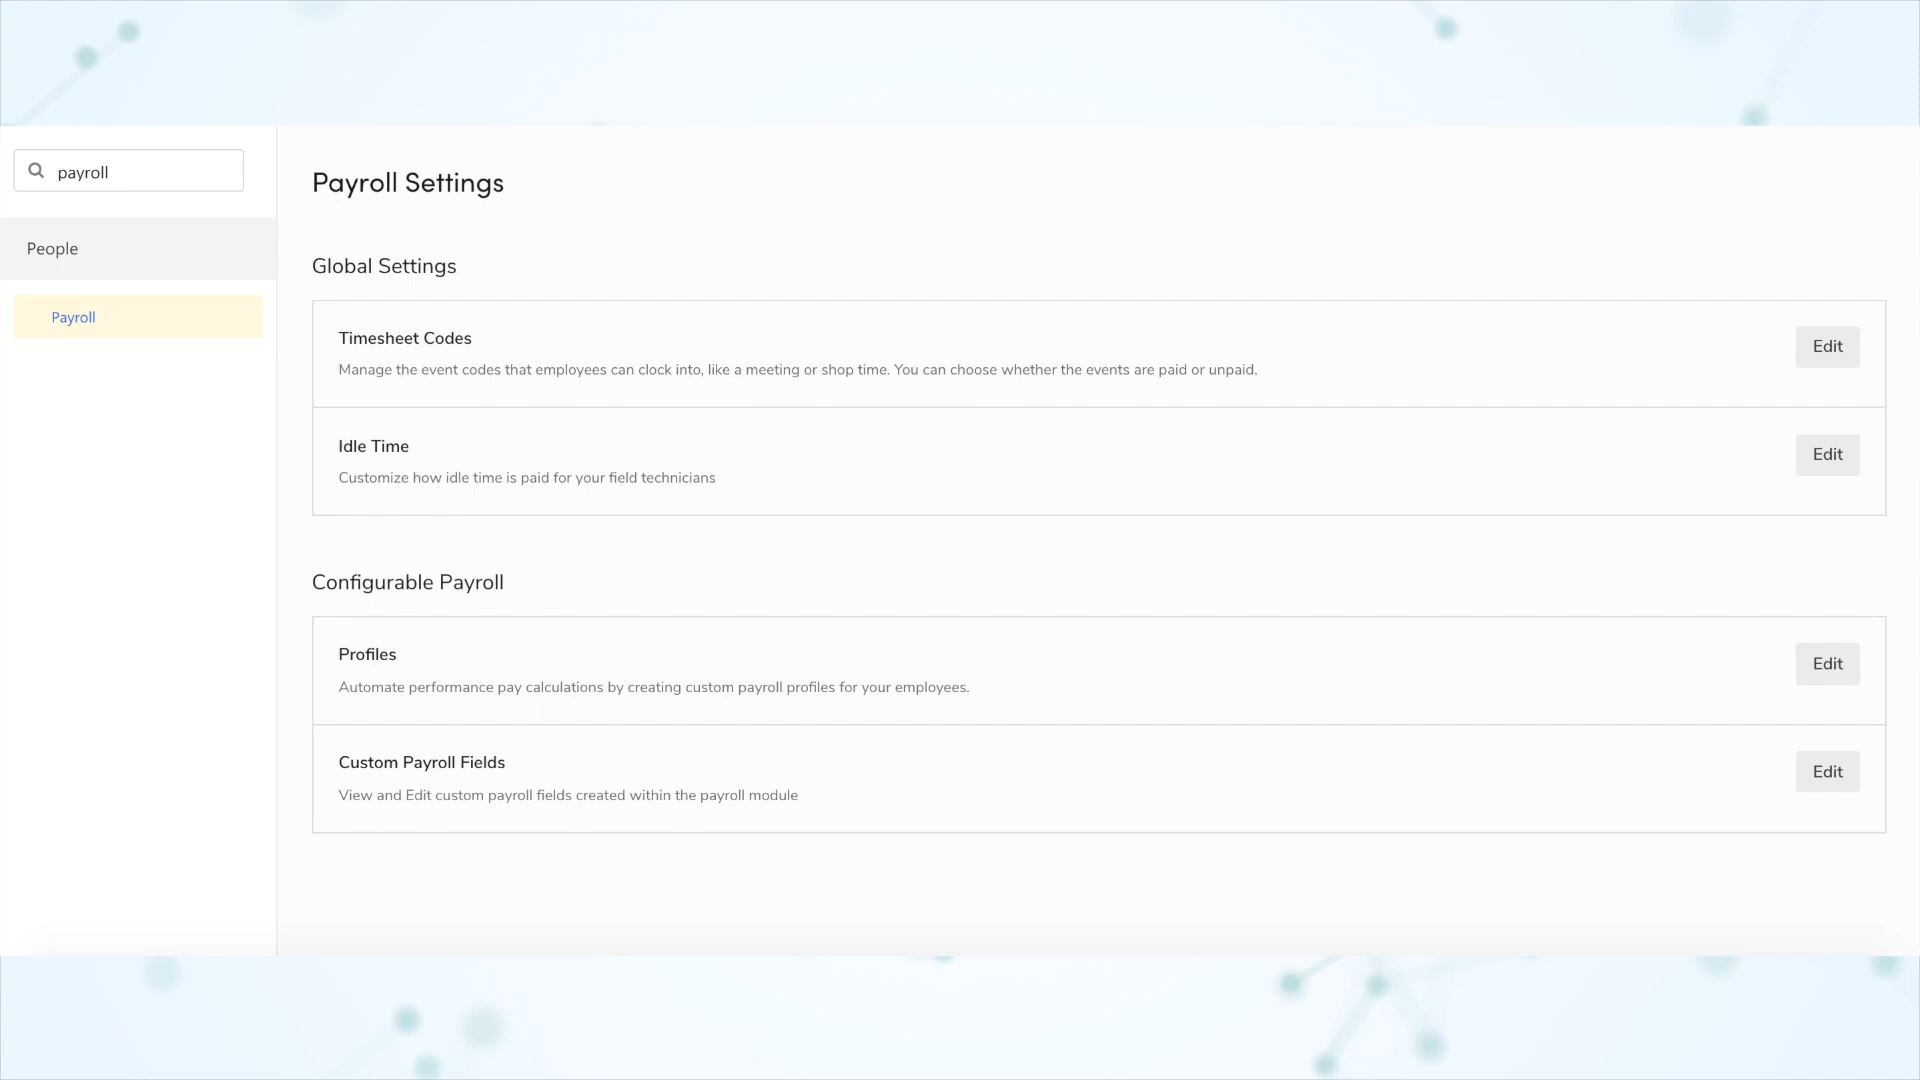 payroll
People
Payroll
Payroll Settings
Global Settings
Timesheet Codes
Edit
Manage the event codes that employees can clock into, like a meeting or shop time. You can choose whether the events are paid or unpaid.
Idle Time
Edit
Customize how idle time is paid for your field technicians
Configurable Payroll
Profiles
Edit
Automate performance pay calculations by creating custom payroll profiles for your employees.
Custom Payroll Fields
Edit
View and Edit custom payroll fields created within the payroll module